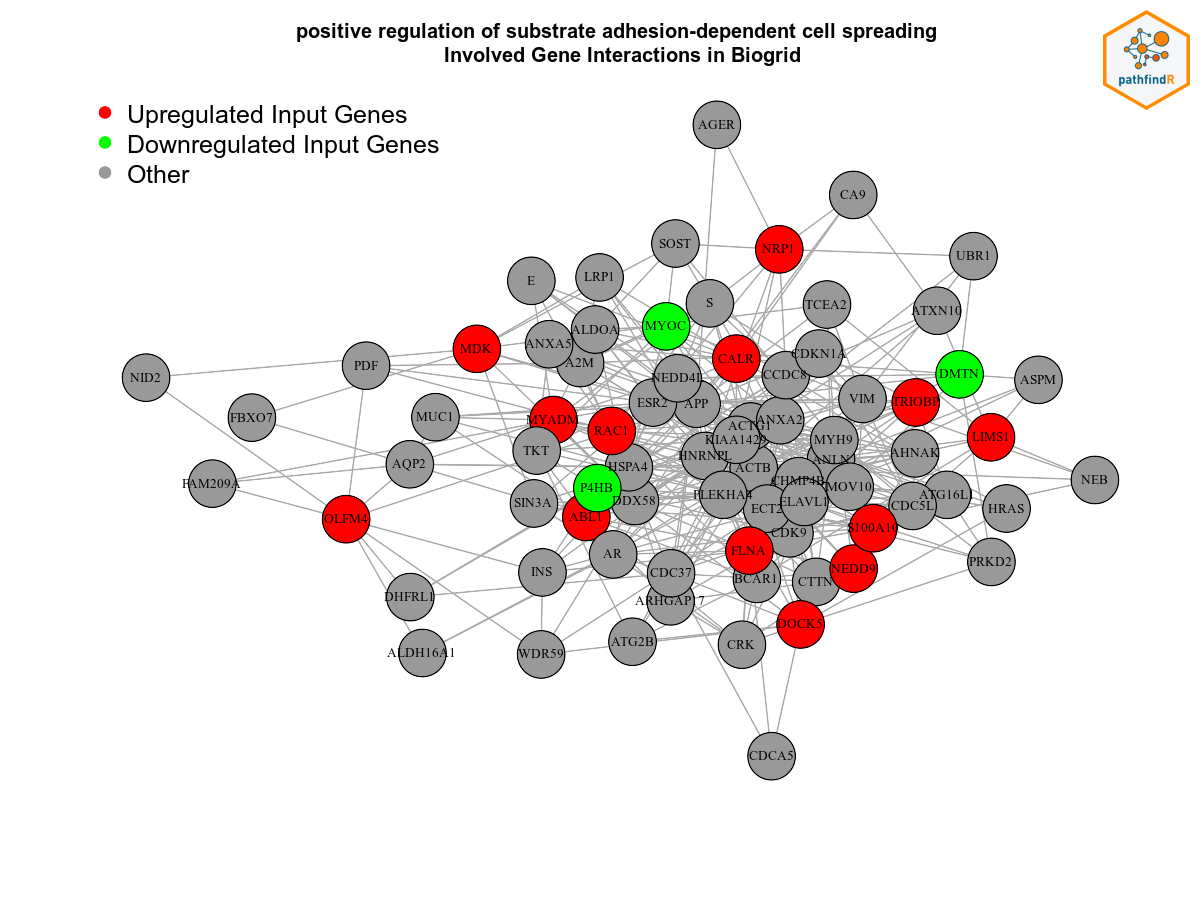 positive regulation of substrate adhesion-dependent cell spreading
Involved Gene Interactions in Biogrid
pathfindR
Upregulated Input Genes
Downregulated Input Genes
Other
AGER
CA9
SOST
NRP1
UBR1
E
LRP1
S
TCEA2
ATXN10
MYOC
ALDOA
ANXA5
MDK
CALR
CDKN1A
A2M
PDF
NID2
NEDD4L
CCDC8
DMTN
ASPM
ESR2
APP
VIM
TRIOBP
FBXO7
MUC1
MYADM
RAC1
ACTG1
ANXA2
KIAA1429
MYH9
LIMS1
TKT
HNRNPL
ANLN
AHNAK
AQP2
HSPA4
ACTB
CHMP4B
NEB
FAM209A
P4HB
MOV10
PLEKHA4
ATG16L1
SIN3A
DDX58
ELAVL1
CDC5L
HRAS
ECT2
OLFM4
ABL1
S100A10
CDK9
AR
FLNA
PRKD2
INS
CDC37
BCAR1
NEDD9
CTTN
DHFRL1
ARHGAP17
DOCK5
ATG2B
CRK
ALDH16A1
WDR59
CDCA5